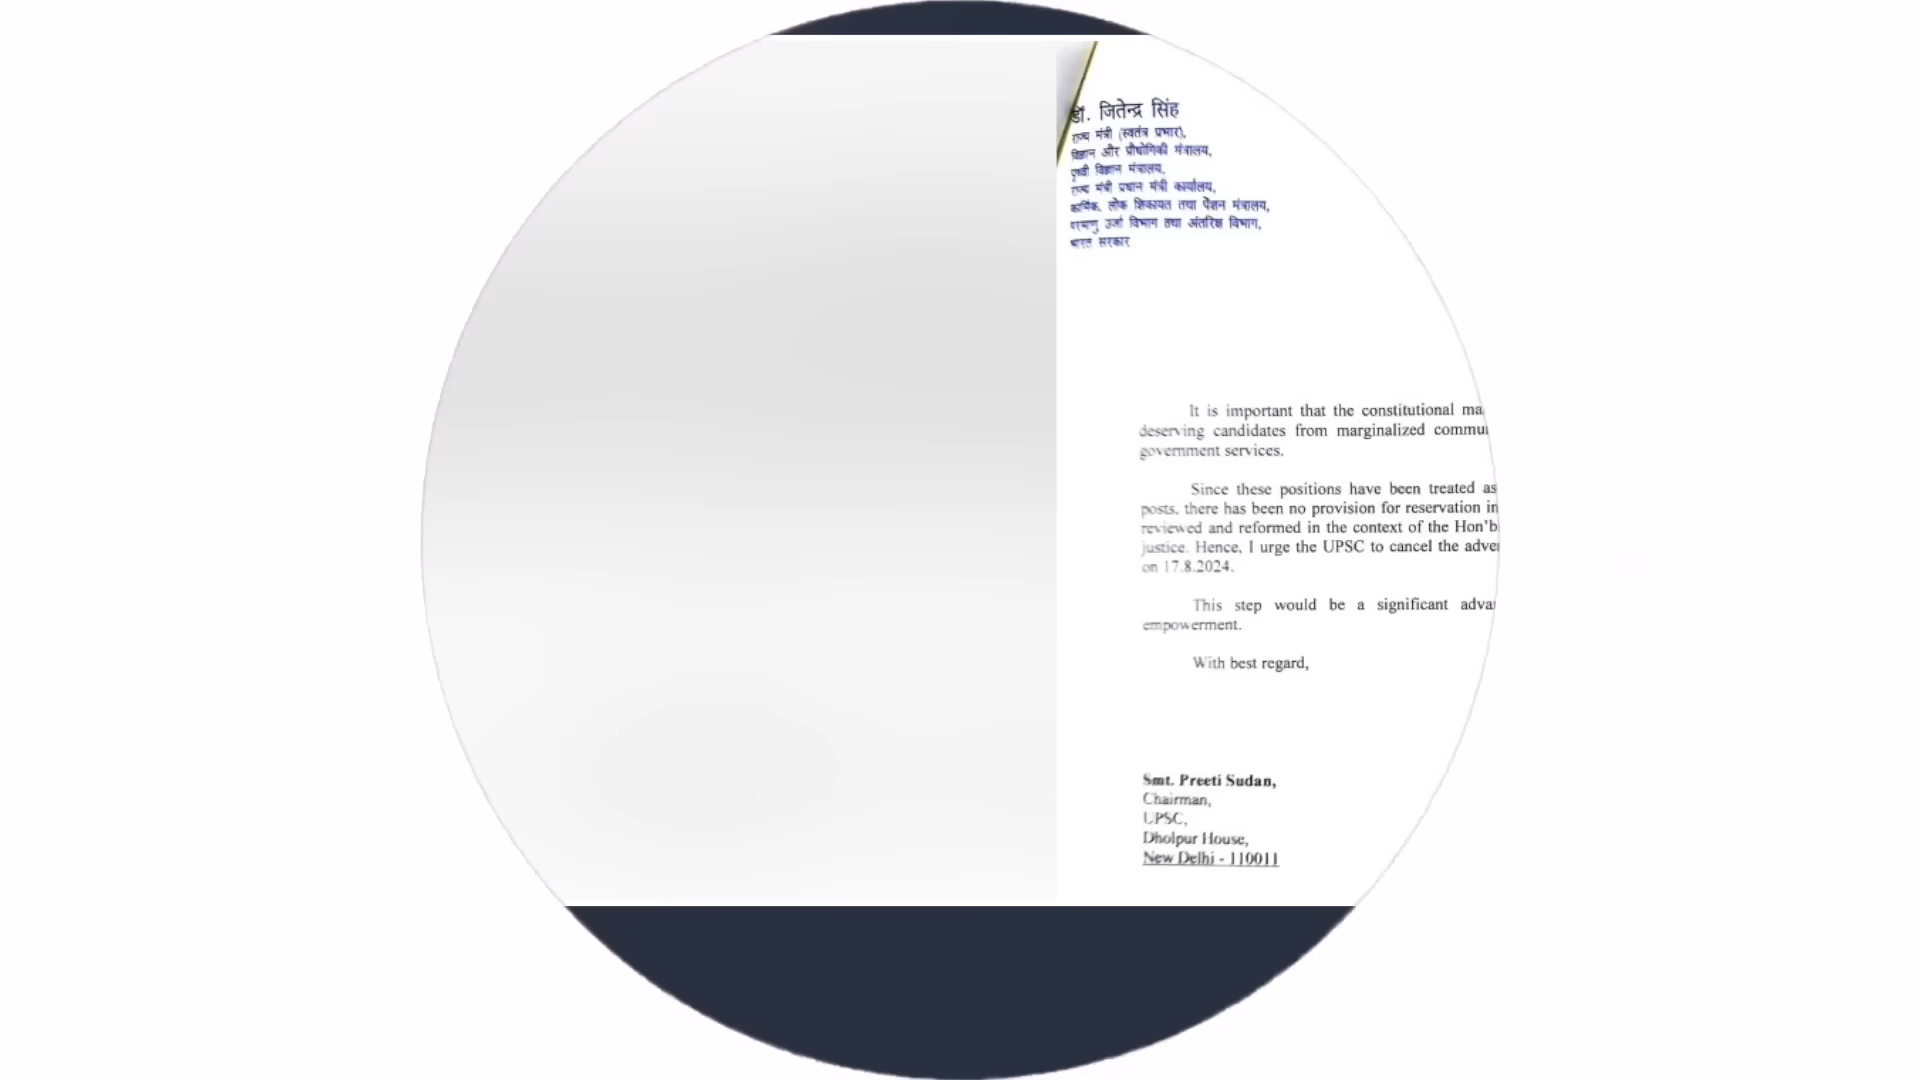 डॉ. जितेन्द्र सिंह
राज्य मंत्री (स्वतंत्र प्रभार),
विज्ञान और प्रौद्योगिकी मंत्रालय,
पृथ्वी विज्ञान मंत्रालय,
राज्य मंत्री प्रधान मंत्री कार्यालय,
कार्मिक, लोक शिकायत तथा पेंशन मंत्रालय,
परमाणु उर्जा विभाग तथा अंतरिक्ष विभाग,
भारत सरकार
It is important that the constitutional ma
deserving candidates from marginalized commu
government services.
Since these positions have been treated as
posts, there has been no provision for reservation in
reviewed and reformed in the context of the Hon'b
justice. Hence, I urge the UPSC to cancel the adve
on 17.8.2024.
This step would be a significant adva
empowerment.
With best regard,
Smt. Preeti Sudan,
Chairman,
UPSC,
Dholpur House,
New Delhi - 110011